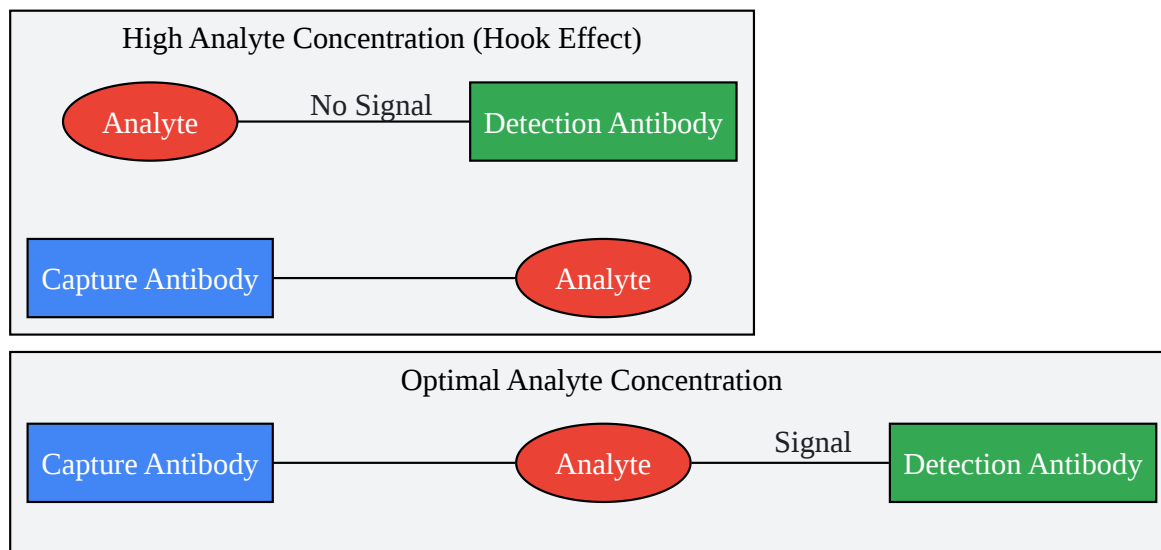 High Analyte Concentration (Hook Effect)
Analyte
No Signal
Detection Antibody
Capture Antibody
Analyte
Optimal Analyte Concentration
Capture Antibody
Analyte
Signal
Detection Antibody